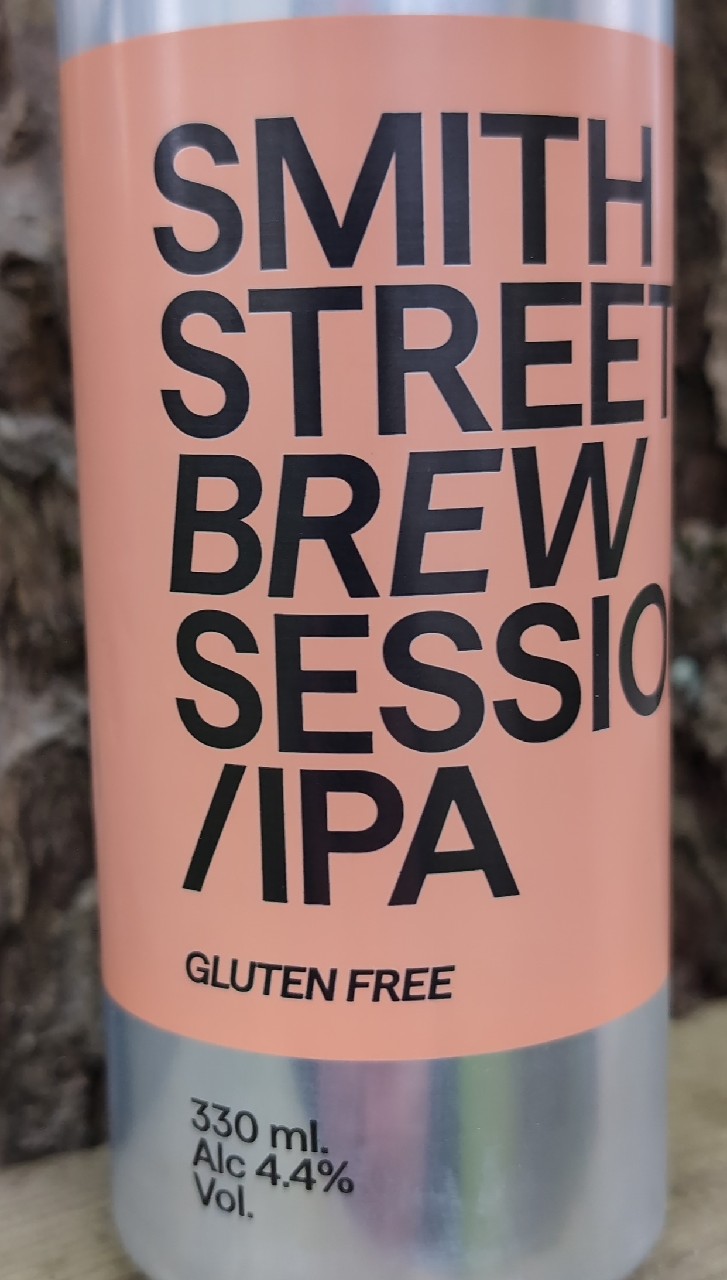 SMITH
STREET
BREW
SESSIO
/IPA
GLUTEN FREE
330 ml.
Alc 4.4%
Vol.